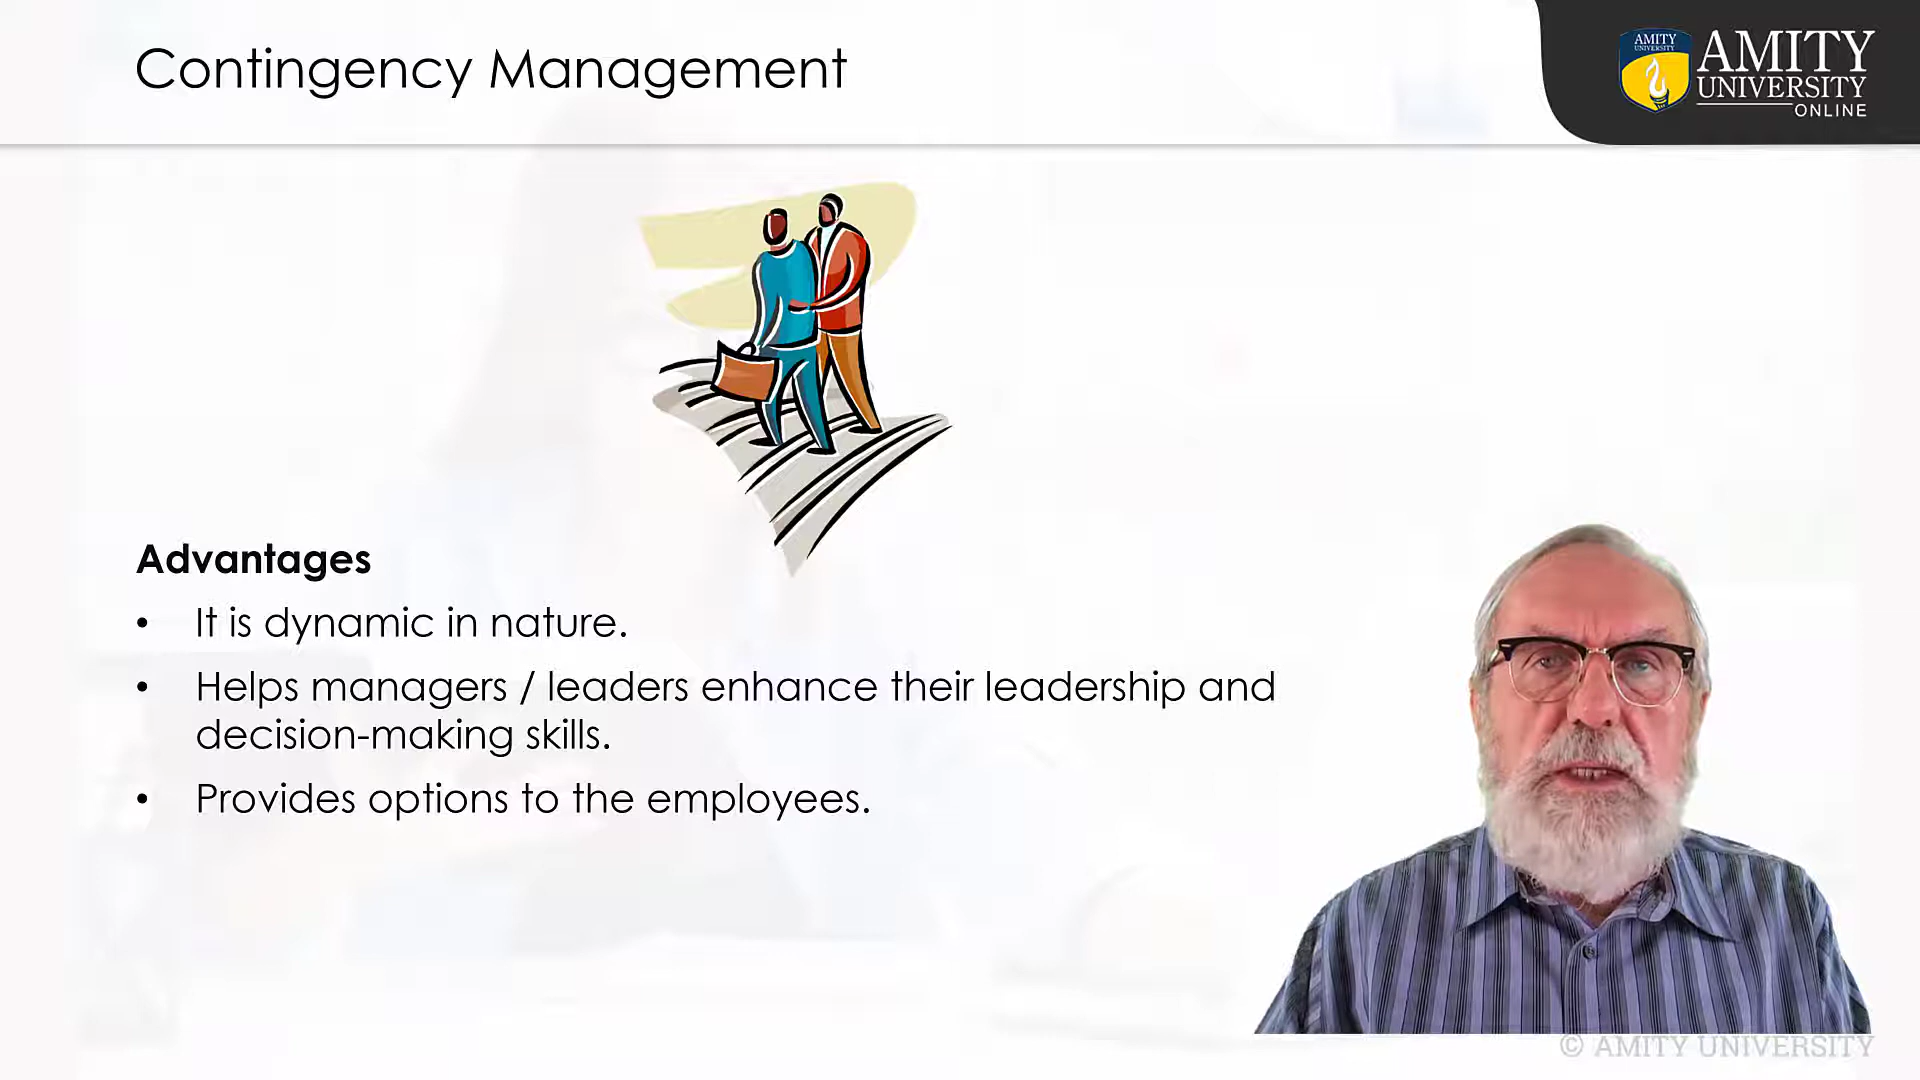 Contingency Management
AMITY
UNIVERSITY
AMITY
UNIVERSITY
ONLINE
Advantages
• It is dynamic in nature.
• Helps managers / leaders enhance their leadership and
decision-making skills.
• Provides options to the employees.
© AMITY UNIVERSITY